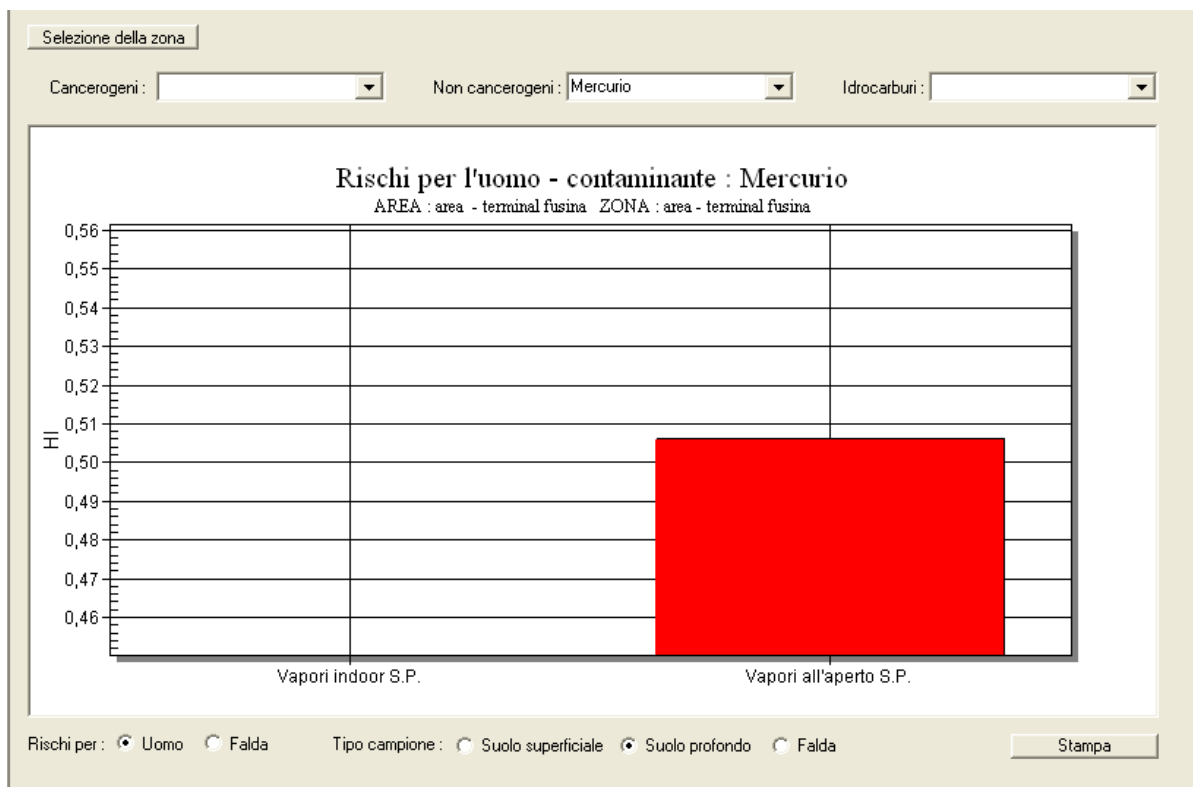 Selezione della zona
Cancerogeni : Non cancerogeni : Mercurio Idrocarburi :
Rischi per l'uomo - contaminante : Mercurio
AREA : area - terminal fusina ZONA : area - terminal fusina
0,56
0,55
0,54
0,53
0,52
0,51
0,50
0,49
0,48
0,47
0,46
HI
Vapori indoor S.P. Vapori all'aperto S.P.
Rischi per : Uomo Falda Tipo campione : Suolo superficiale Suolo profondo Falda Stampa